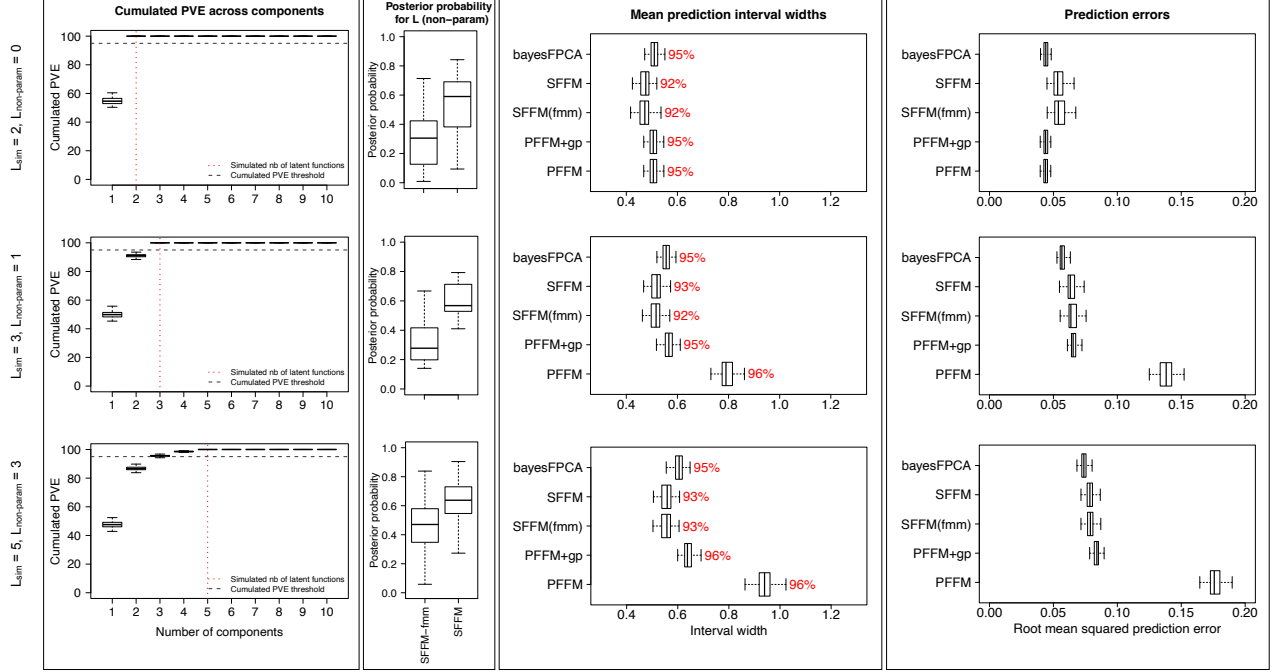 Cumulated PVE across components
Posterior probability
for L (non-param)
Mean prediction interval widths
Prediction errors
Lsim = 2, Lnon-param = 0
Cumulated PVE
100
80
60
40
20
0
Simulated nb of latent functions
Cumulated PVE threshold
1 2 3 4 5 6 7 8 9 10
Posterior probability
1.0
0.8
0.6
0.4
0.2
0.0
bayesFPCA 95%
SFFM 92%
SFFM(fmm) 92%
PFFM+gp 95%
PFFM 95%
0.4 0.6 0.8 1.0 1.2
bayesFPCA
SFFM
SFFM(fmm)
PFFM+gp
PFFM
0.00 0.05 0.10 0.15 0.20
Lsim = 3, Lnon-param = 1
Cumulated PVE
100
80
60
40
20
0
Simulated nb of latent functions
Cumulated PVE threshold
1 2 3 4 5 6 7 8 9 10
Posterior probability
1.0
0.8
0.6
0.4
0.2
0.0
bayesFPCA 95%
SFFM 93%
SFFM(fmm) 92%
PFFM+gp 95%
PFFM 96%
0.4 0.6 0.8 1.0 1.2
bayesFPCA
SFFM
SFFM(fmm)
PFFM+gp
PFFM
0.00 0.05 0.10 0.15 0.20
Lsim = 5, Lnon-param = 3
Cumulated PVE
100
80
60
40
20
0
Simulated nb of latent functions
Cumulated PVE threshold
1 2 3 4 5 6 7 8 9 10
Number of components
Posterior probability
1.0
0.8
0.6
0.4
0.2
0.0
SFFM-fmm
SFFM
bayesFPCA 95%
SFFM 93%
SFFM(fmm) 93%
PFFM+gp 96%
PFFM 96%
0.4 0.6 0.8 1.0 1.2
Interval width
bayesFPCA
SFFM
SFFM(fmm)
PFFM+gp
PFFM
0.00 0.05 0.10 0.15 0.20
Root mean squared prediction error